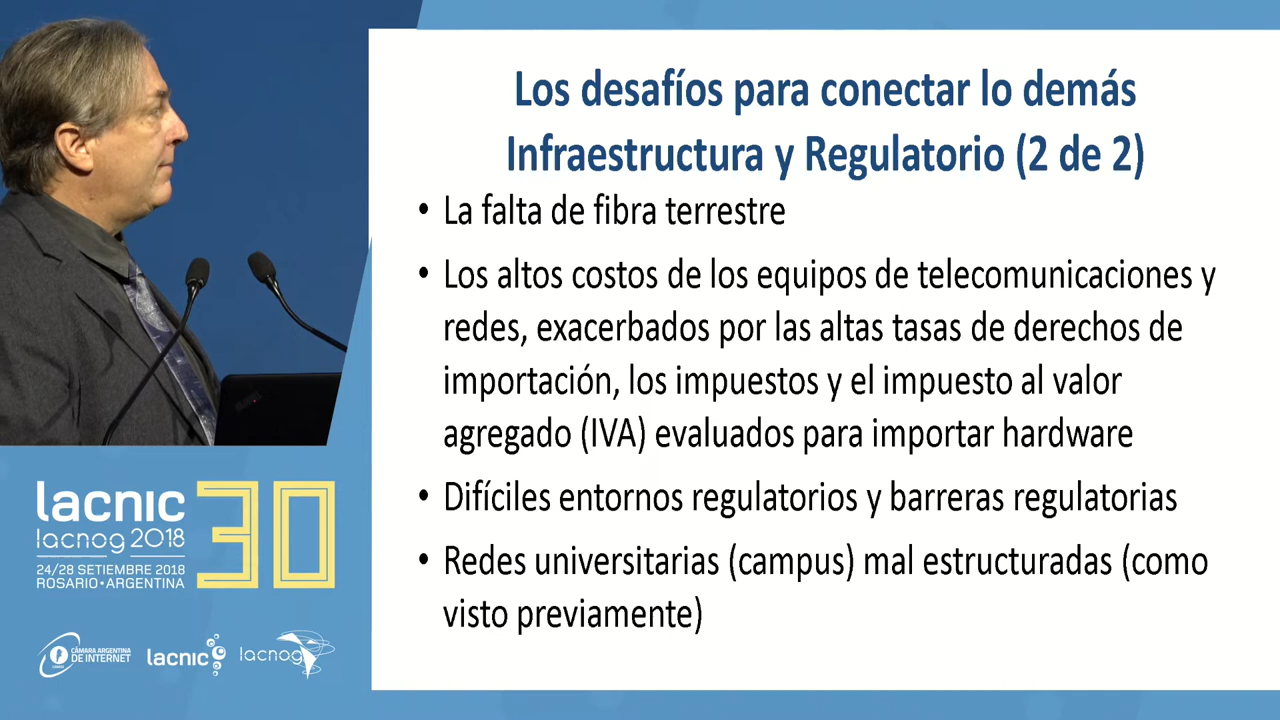 Los desafíos para conectar lo demás
Infraestructura y Regulatorio (2 de 2)
• La falta de fibra terrestre
• Los altos costos de los equipos de telecomunicaciones y
redes, exacerbados por las altas tasas de derechos de
importación, los impuestos y el impuesto al valor
agregado (IVA) evaluados para importar hardware
• Difíciles entornos regulatorios y barreras regulatorias
• Redes universitarias (campus) mal estructuradas (como
visto previamente)
lacnic 30
lacnog 2018
24/28 SETIEMBRE 2018
ROSARIO • ARGENTINA
CÁMARA ARGENTINA
DE INTERNET
lacnic
lacnog